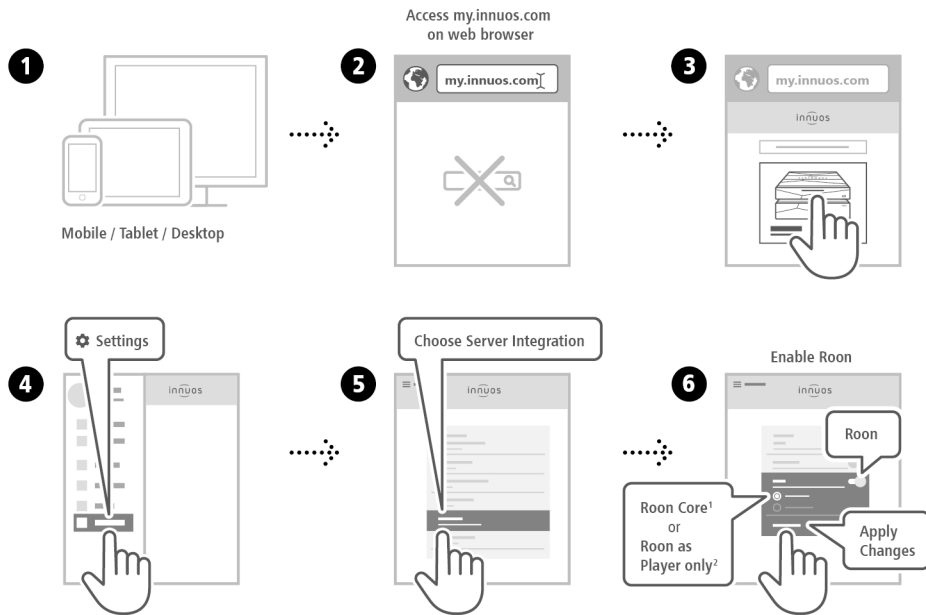 Access my.innuos.com
on web browser
1
2
3
my.innuos.com
my.innuos.com
innuos
Mobile / Tablet / Desktop
Settings
Choose Server Integration
Enable Roon
4
5
6
innuos
innuos
innuos
Roon
Roon Core¹
or
Roon as
Player only²
Apply
Changes